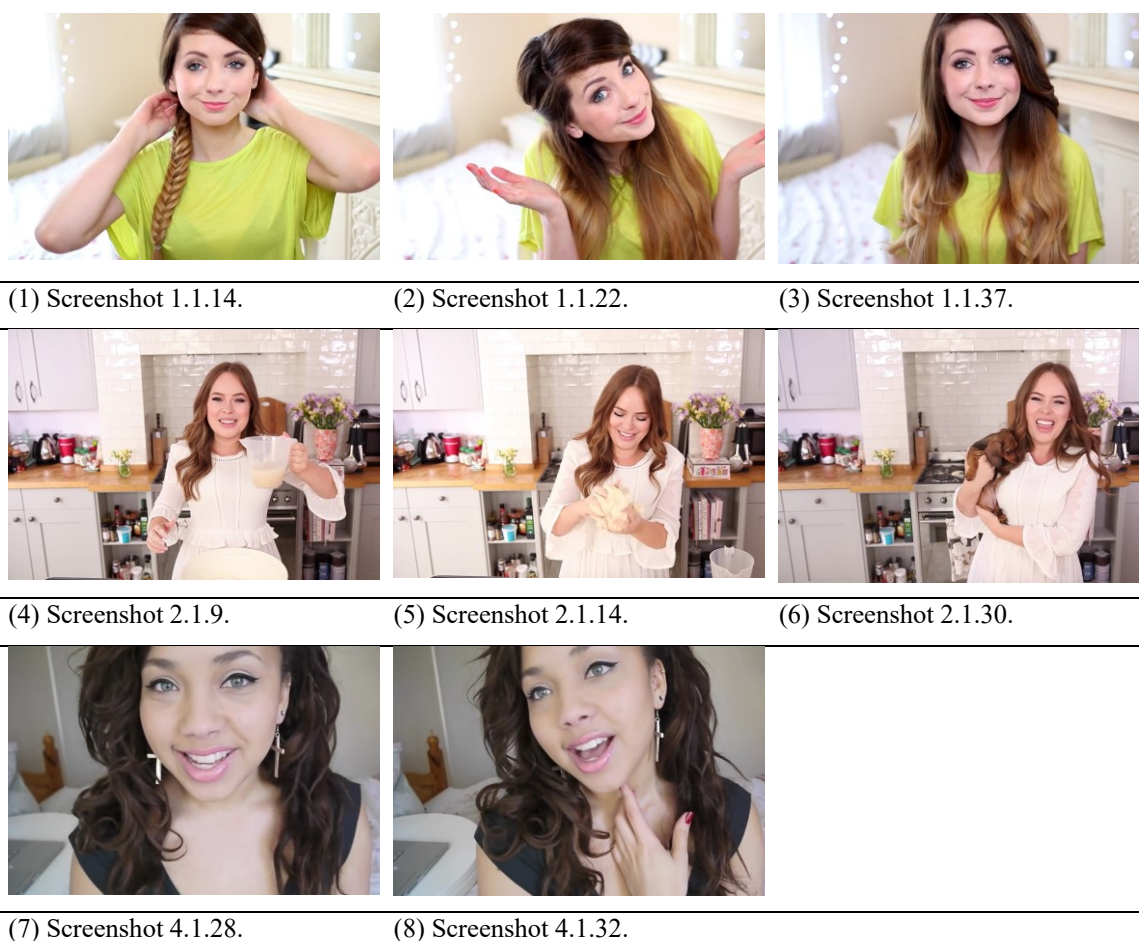 (1) Screenshot 1.1.14. (2) Screenshot 1.1.22. (3) Screenshot 1.1.37.
(4) Screenshot 2.1.9. (5) Screenshot 2.1.14. (6) Screenshot 2.1.30.
(7) Screenshot 4.1.28. (8) Screenshot 4.1.32.